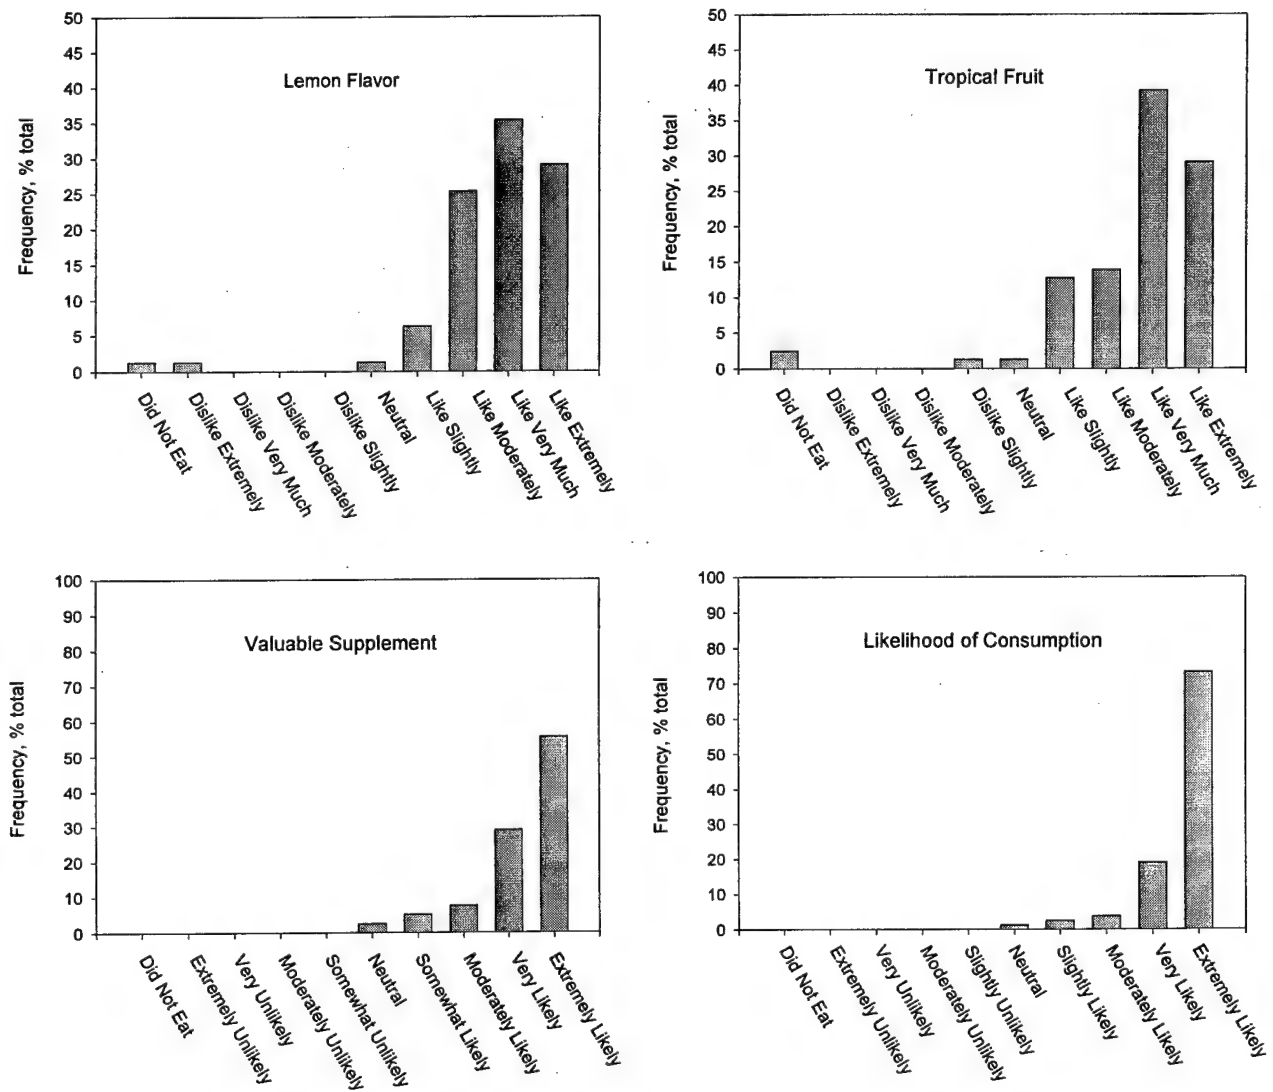 Lemon Flavor
Frequency, % total
50
45
40
35
30
25
20
15
10
5
0
Did Not Eat
Dislike Extremely
Dislike Very Much
Dislike Moderately
Dislike Slightly
Neutral
Like Slightly
Like Moderately
Like Very Much
Like Extremely
Tropical Fruit
Frequency, % total
50
45
40
35
30
25
20
15
10
5
0
Did Not Eat
Dislike Extremely
Dislike Very Much
Dislike Moderately
Dislike Slightly
Neutral
Like Slightly
Like Moderately
Like Very Much
Like Extremely
Valuable Supplement
Frequency, % total
100
90
80
70
60
50
40
30
20
10
0
Did Not Eat
Extremely Unlikely
Very Unlikely
Moderately Unlikely
Somewhat Unlikely
Neutral
Somewhat Likely
Moderately Likely
Very Likely
Extremely Likely
Likelihood of Consumption
Frequency, % total
100
90
80
70
60
50
40
30
20
10
0
Did Not Eat
Extremely Unlikely
Very Unlikely
Moderately Unlikely
Slightly Unlikely
Neutral
Slightly Likely
Moderately Likely
Very Likely
Extremely Likely